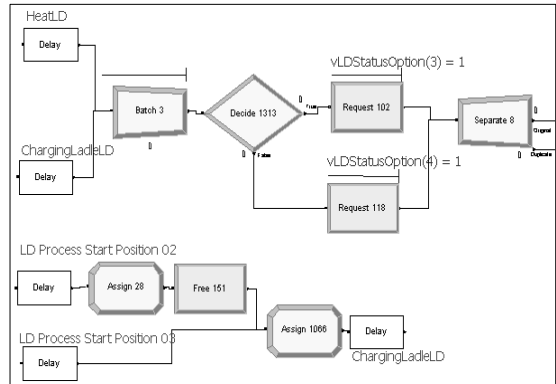 HeatLD
Delay
vLDStatusOption(3) = 1
Batch 3
Decide 1313
True
Request 102
Separate 8
Original
Duplicate
False
vLDStatusOption(4) = 1
ChargingLadleLD
Delay
Request 118
LD Process Start Position 02
Delay
Assign 28
Free 151
Assign 1066
Delay
LD Process Start Position 03
Delay
ChargingLadleLD